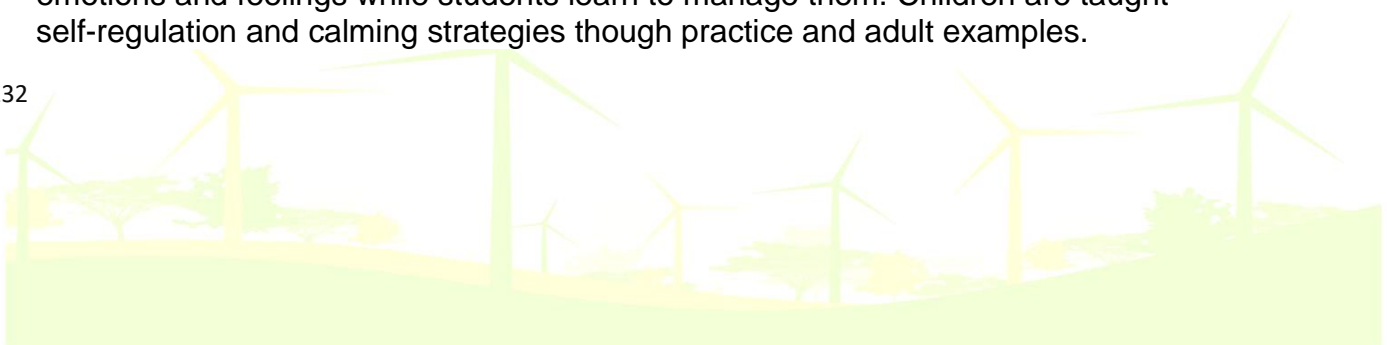 emotions and feelings while students learn to manage them. Children are taught
self-regulation and calming strategies though practice and adult examples.
32